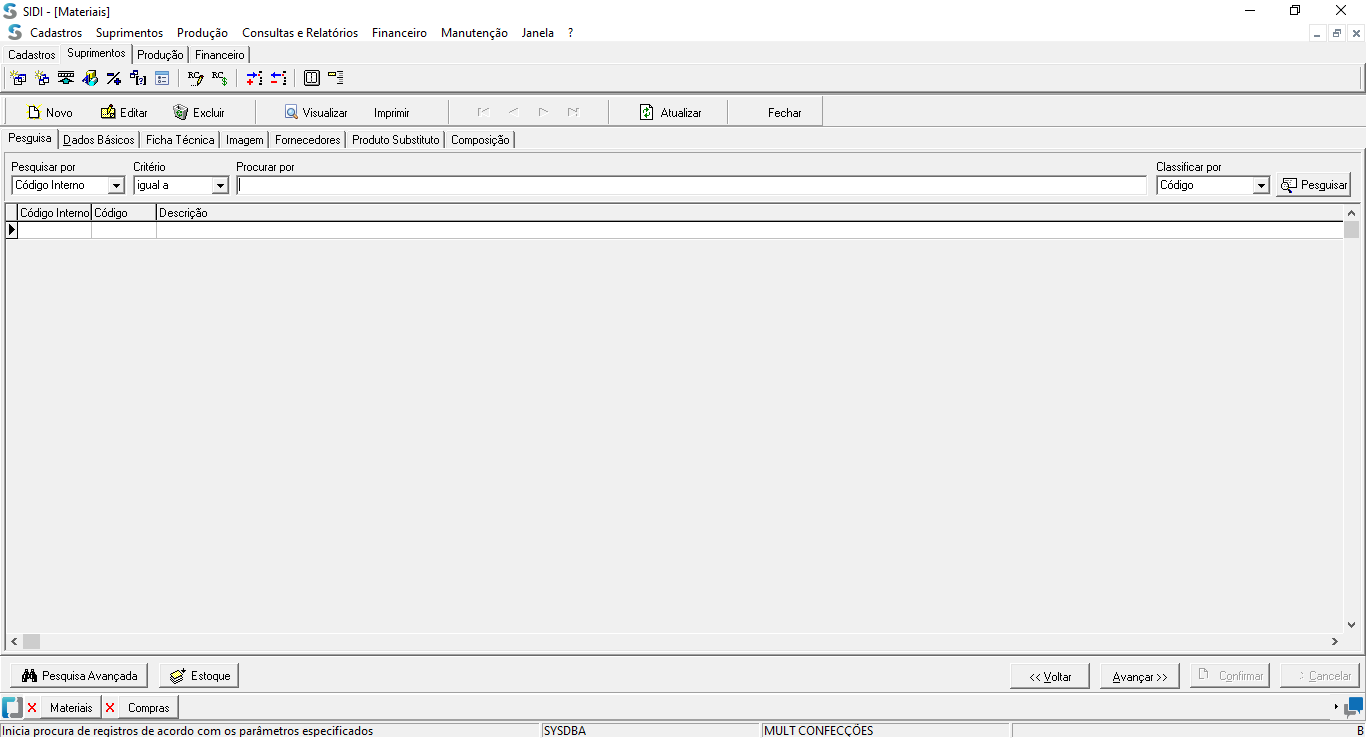 SIDI - [Materiais]
Cadastros Suprimentos Produção Consultas e Relatórios Financeiro Manutenção Janela ?
Cadastros Suprimentos Produção Financeiro
Novo Editar Excluir Visualizar Imprimir Atualizar Fechar
Pesquisa Dados Básicos Ficha Técnica Imagem Fornecedores Produto Substituto Composição
Pesquisar por Critério Procurar por Classificar por
Código Interno igual a Código Pesquisar
Código Interno Código Descrição
Pesquisa Avançada Estoque << Voltar Avançar >> Confirmar Cancelar
Materiais Compras
Inicia procura de registros de acordo com os parâmetros especificados SYSDBA MULT CONFECÇÕES B